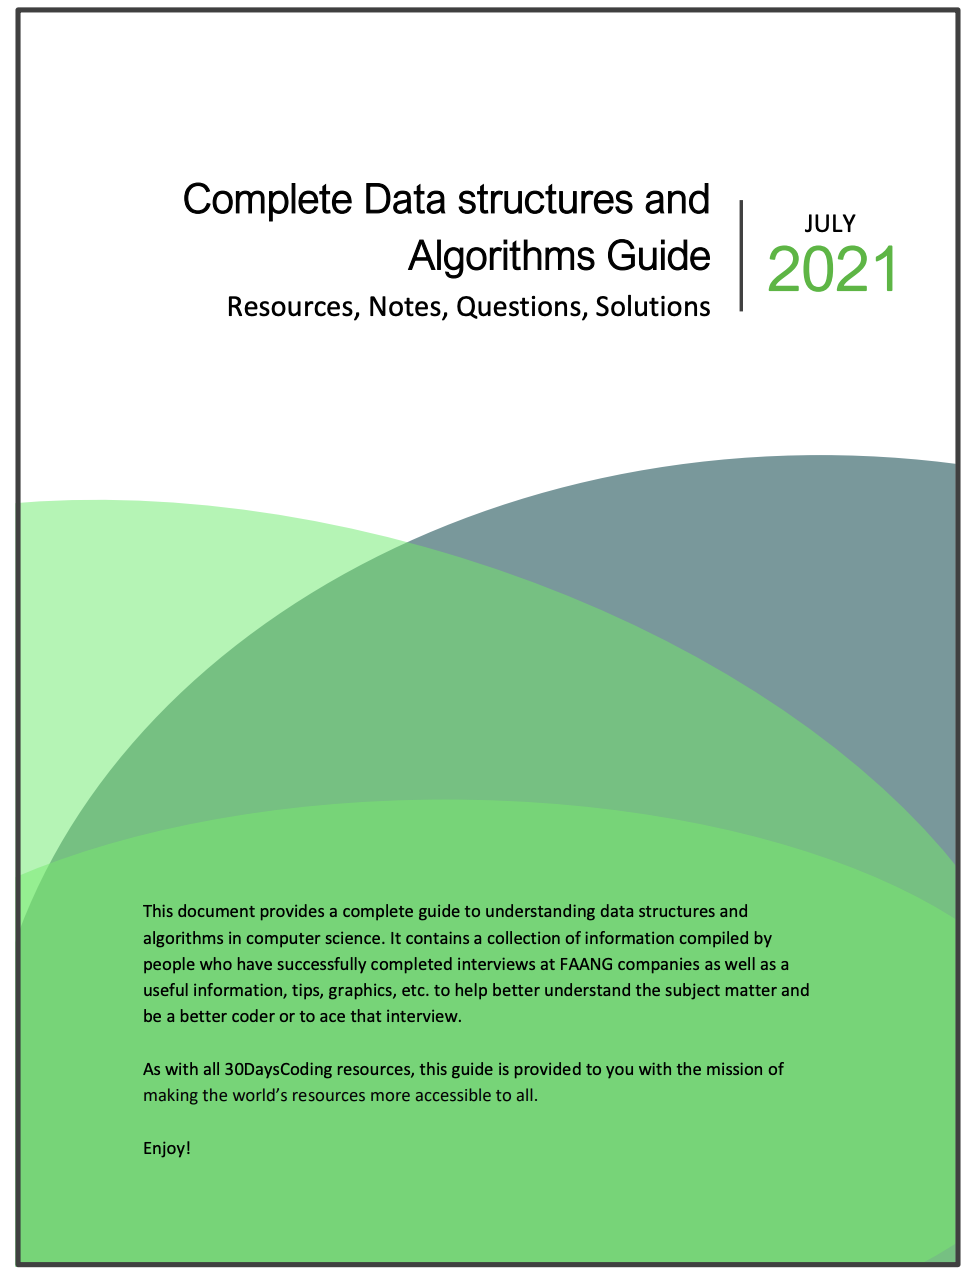 Complete Data structures and
Algorithms Guide
Resources, Notes, Questions, Solutions
JULY
2021
This document provides a complete guide to understanding data structures and
algorithms in computer science. It contains a collection of information compiled by
people who have successfully completed interviews at FAANG companies as well as a
useful information, tips, graphics, etc. to help better understand the subject matter and
be a better coder or to ace that interview.
As with all 30DaysCoding resources, this guide is provided to you with the mission of
making the world’s resources more accessible to all.
Enjoy!